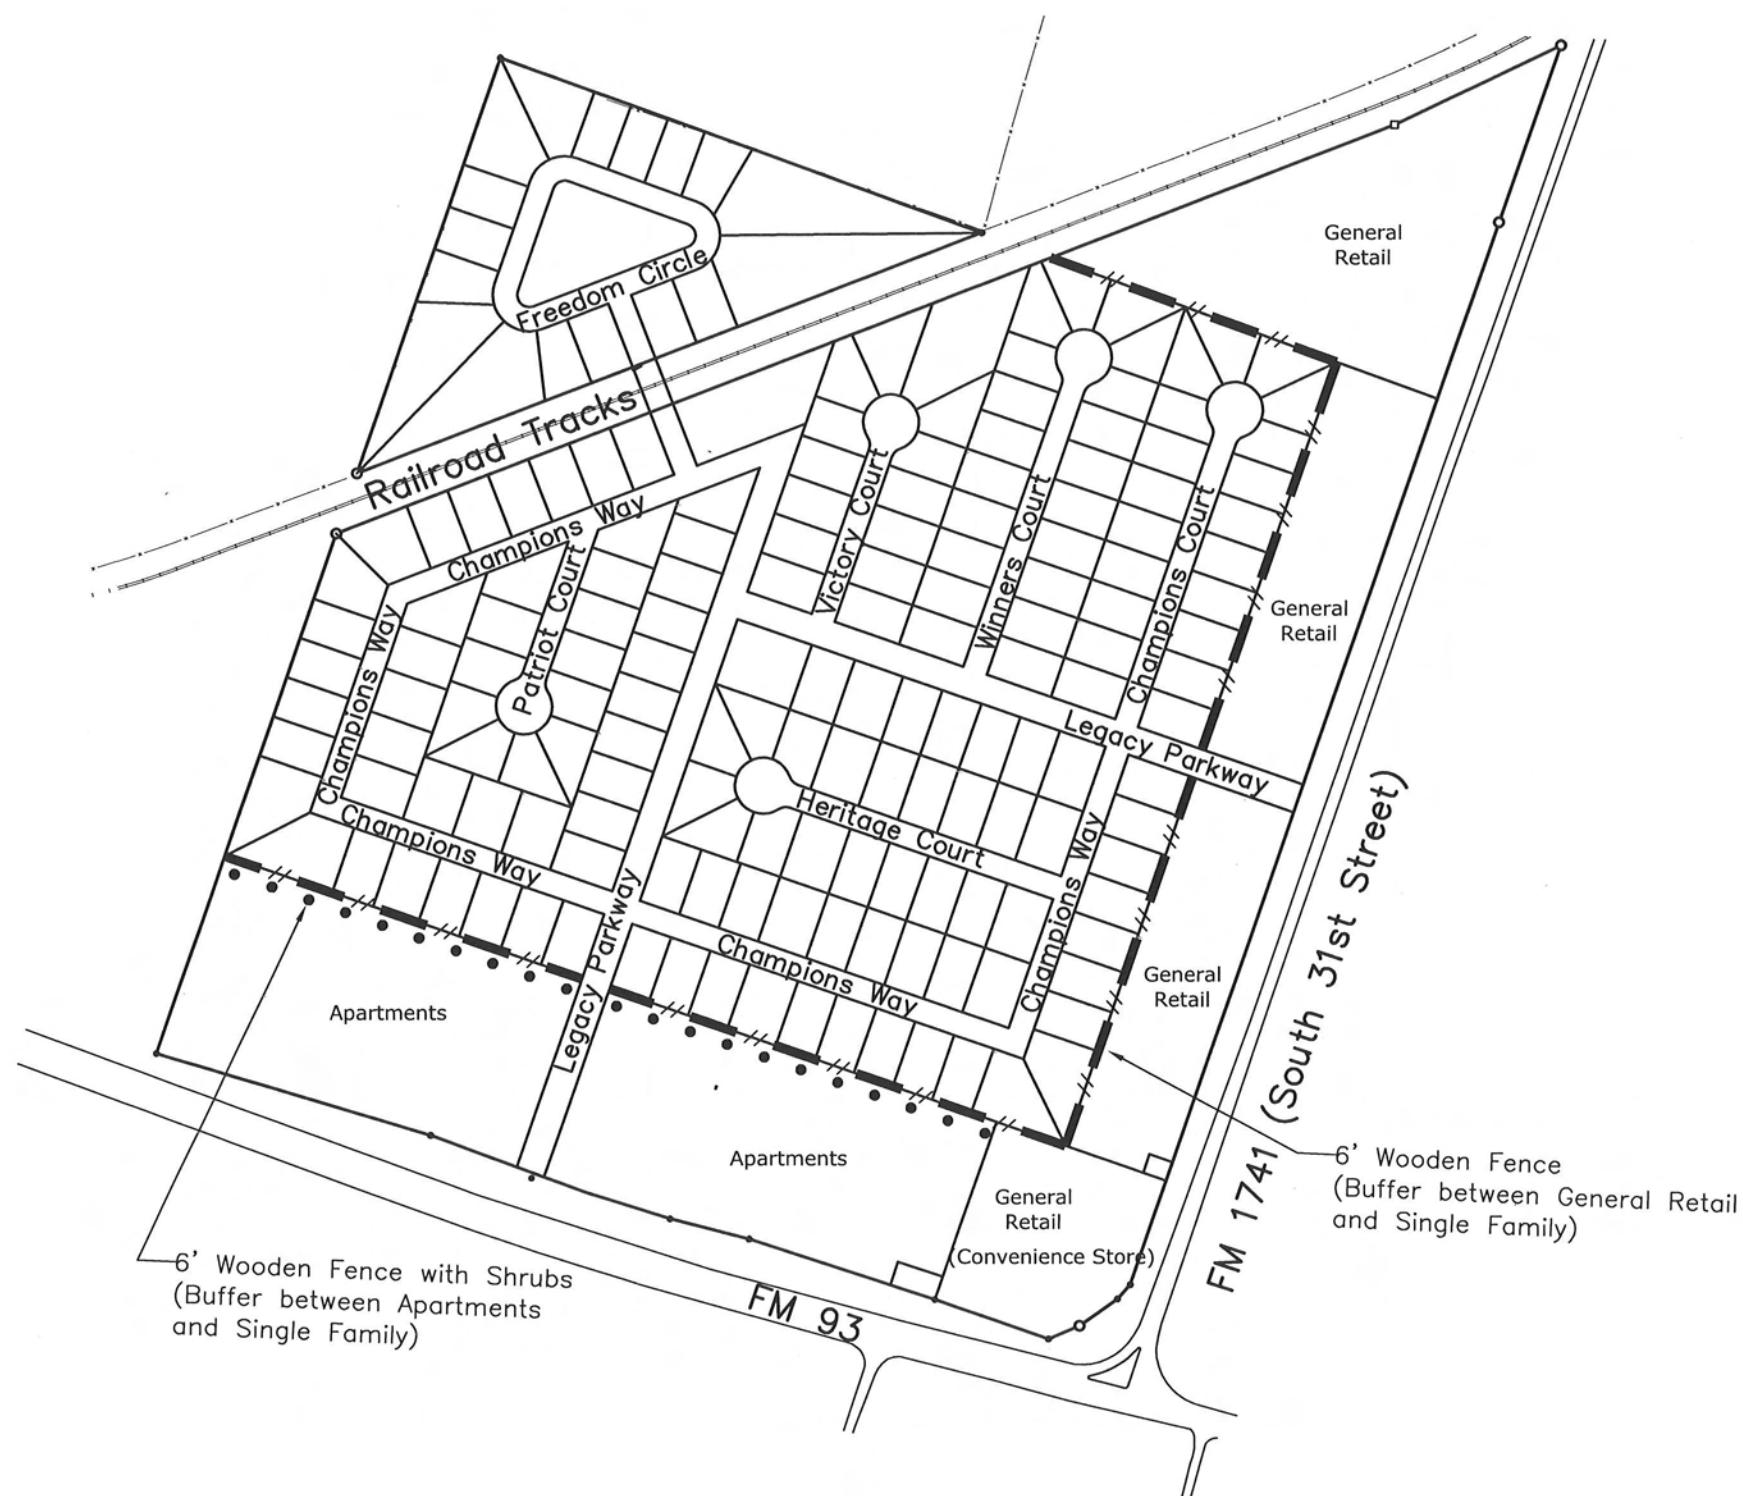 General
Retail
Freedom Circle
Railroad Tracks
Champions Way
Patriot Court
Victory Court
Winners Court
Champions Court
General
Retail
Champions Way
Legacy Parkway
Heritage Court
Champions Way
Champions Way
Legacy Parkway
Champions Way
Champions Way
General
Retail
Apartments
Legacy Parkway
Apartments
General
Retail
(Convenience Store)
FM 1741 (South 31st Street)
6' Wooden Fence
(Buffer between General Retail
and Single Family)
6' Wooden Fence with Shrubs
(Buffer between Apartments
and Single Family)
FM 93